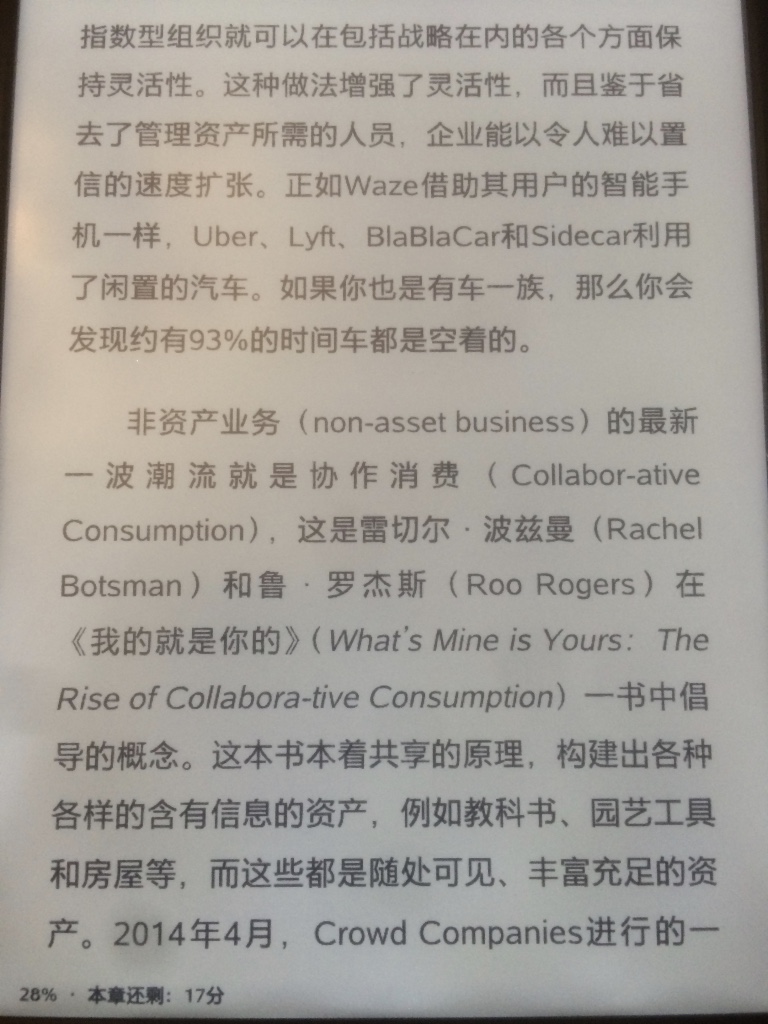 指数型组织就可以在包括战略在内的各个方面保
持灵活性。这种做法增强了灵活性，而且鉴于省
去了管理资产所需的人员，企业能以令人难以置
信的速度扩张。正如Waze借助其用户的智能手
机一样，Uber、Lyft、BlaBlaCar和Sidecar利用
了闲置的汽车。如果你也是有车一族，那么你会
发现约有93%的时间车都是空着的。
非资产业务（non-asset business）的最新
一波潮流就是协作消费（Collabor-ative
Consumption），这是雷切尔·波兹曼（Rachel
Botsman）和鲁·罗杰斯（Roo Rogers）在
《我的就是你的》（What's Mine is Yours: The
Rise of Collabora-tive Consumption）一书中倡
导的概念。这本书本着共享的原理，构建出各种
各样的含有信息的资产，例如教科书、园艺工具
和房屋等，而这些都是随处可见、丰富充足的资
产。2014年4月，Crowd Companies进行的一
28% · 本章还剩：17分